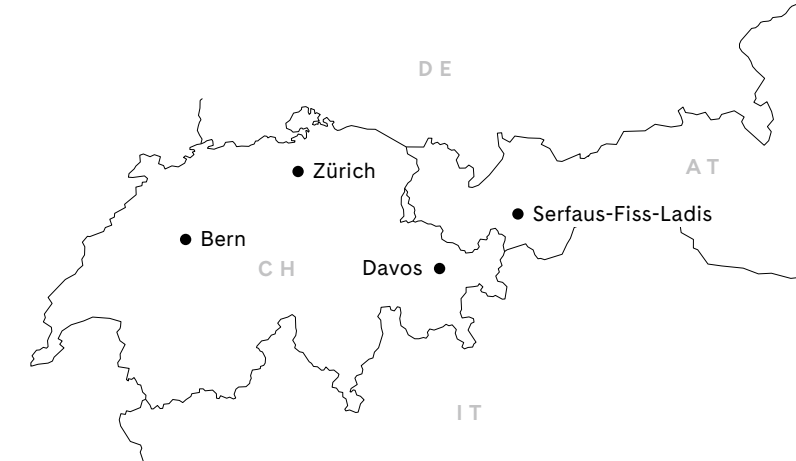 DE
AT
Zürich
Serfaus-Fiss-Ladis
Bern
CH
Davos
IT